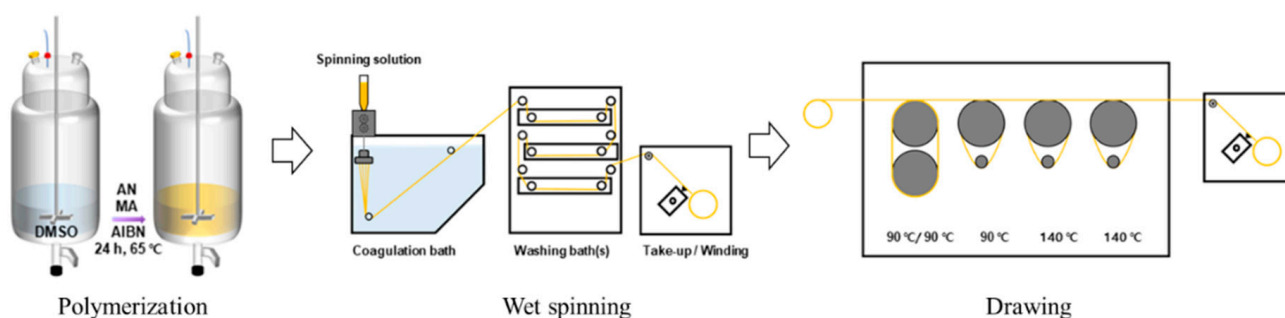 DMSO
AN
MA
AIBN
24 h, 65 ℃
Polymerization
Spinning solution
Coagulation bath
Washing bath(s)
Take-up / Winding
Wet spinning
90 ℃/ 90 ℃
90 ℃
140 ℃
140 ℃
Drawing